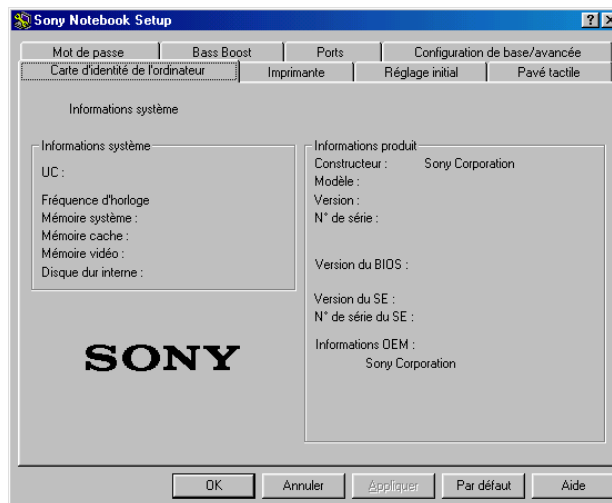 Sony Notebook Setup
Mot de passe
Bass Boost
Ports
Configuration de base/avancée
Carte d'identité de l'ordinateur
Imprimante
Réglage initial
Pavé tactile
Informations système
Informations système
UC :
Fréquence d'horloge
Mémoire système :
Mémoire cache :
Mémoire vidéo :
Disque dur interne :
Informations produit
Constructeur : Sony Corporation
Modèle :
Version :
N° de série :
Version du BIOS :
Version du SE :
N° de série du SE :
Informations OEM :
Sony Corporation
SONY
OK
Annuler
Appliquer
Par défaut
Aide